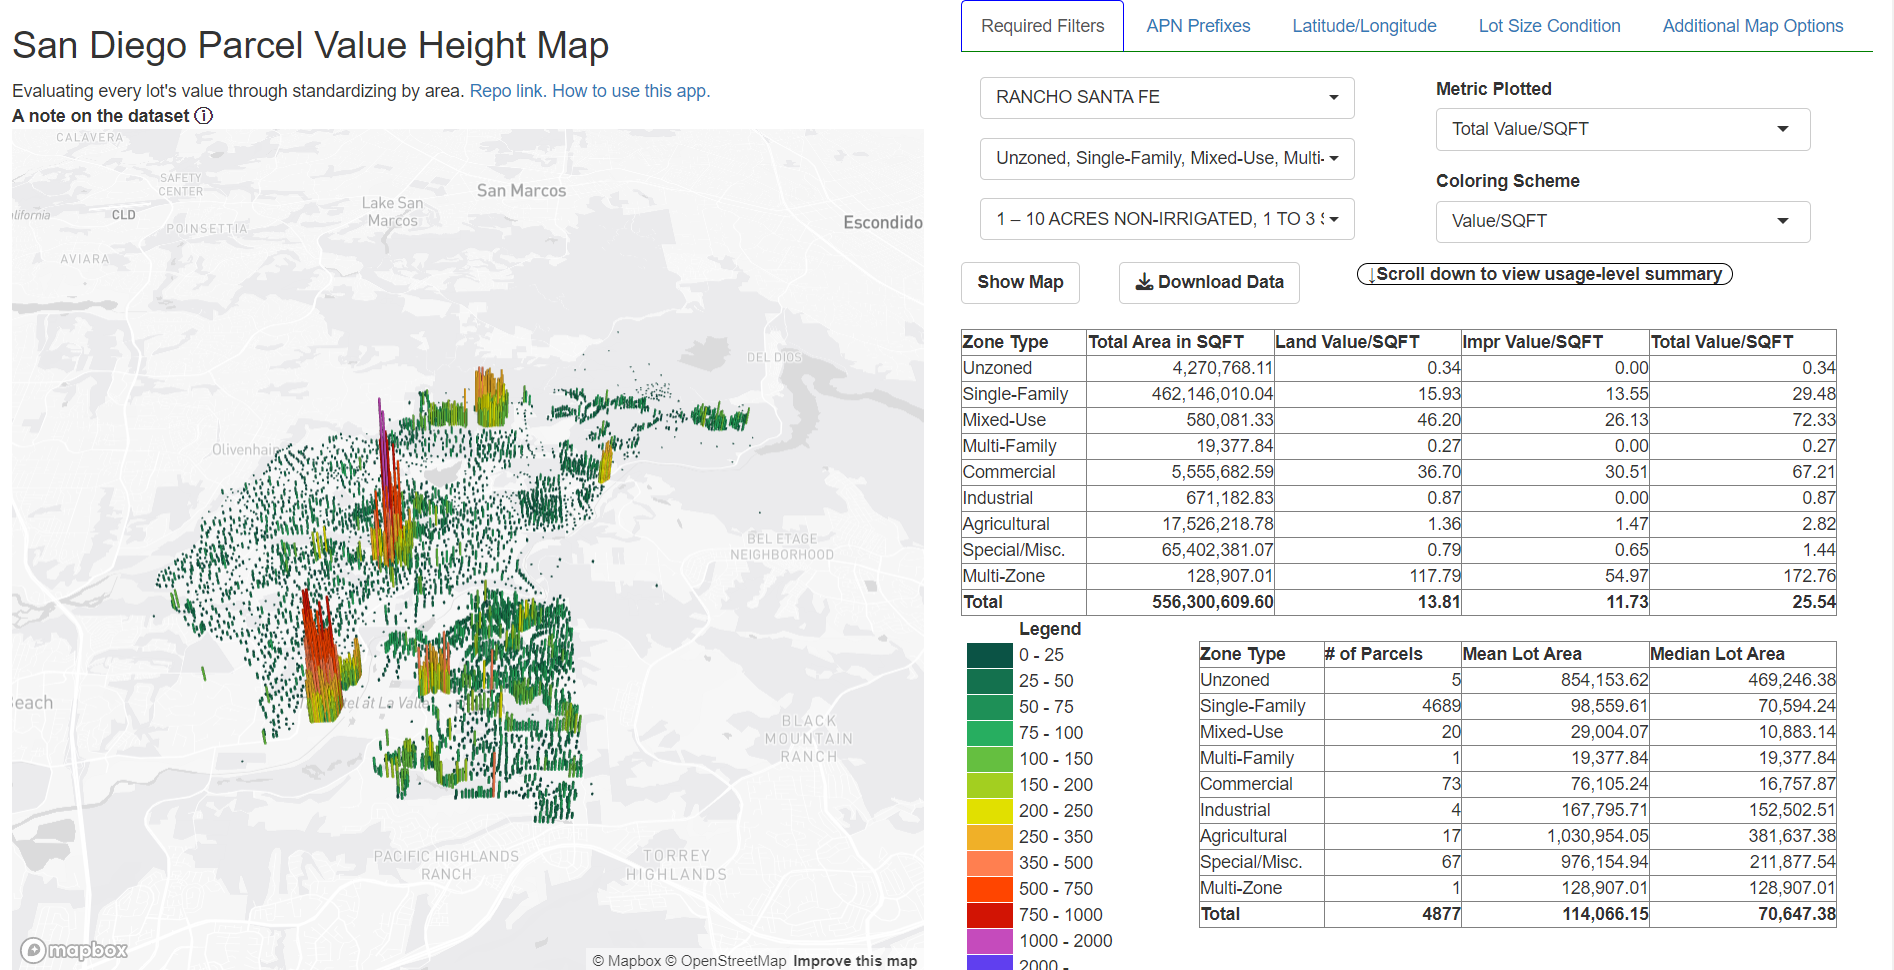 San Diego Parcel Value Height Map
Evaluating every lot's value through standardizing by area. Repo link. How to use this app.
A note on the dataset ⓘ
CALAVERA
SAFETY
CENTER
San Marcos
Lake San
Marcos
lifornia
CLD
POINSETTIA
Escondido
AVIARA
DEL DIOS
Olivenhain
BEL ETAGE
NEIGHBORHOOD
each
tel at La Valle
BLACK
MOUNTAIN
RANCH
PACIFIC HIGHLANDS
RANCH
TORREY
HIGHLANDS
mapbox
© Mapbox © OpenStreetMap Improve this map
Required Filters APN Prefixes Latitude/Longitude Lot Size Condition Additional Map Options
RANCHO SANTA FE
Unzoned, Single-Family, Mixed-Use, Multi-
1 – 10 ACRES NON-IRRIGATED, 1 TO 3 S
Metric Plotted
Total Value/SQFT
Coloring Scheme
Value/SQFT
Show Map Download Data ↓Scroll down to view usage-level summary
Zone Type Total Area in SQFT Land Value/SQFT Impr Value/SQFT Total Value/SQFT
Unzoned 4,270,768.11 0.34 0.00 0.34
Single-Family 462,146,010.04 15.93 13.55 29.48
Mixed-Use 580,081.33 46.20 26.13 72.33
Multi-Family 19,377.84 0.27 0.00 0.27
Commercial 5,555,682.59 36.70 30.51 67.21
Industrial 671,182.83 0.87 0.00 0.87
Agricultural 17,526,218.78 1.36 1.47 2.82
Special/Misc. 65,402,381.07 0.79 0.65 1.44
Multi-Zone 128,907.01 117.79 54.97 172.76
Total 556,300,609.60 13.81 11.73 25.54
Legend
0 - 25
25 - 50
50 - 75
75 - 100
100 - 150
150 - 200
200 - 250
250 - 350
350 - 500
500 - 750
750 - 1000
1000 - 2000
2000 -
Zone Type # of Parcels Mean Lot Area Median Lot Area
Unzoned 5 854,153.62 469,246.38
Single-Family 4689 98,559.61 70,594.24
Mixed-Use 20 29,004.07 10,883.14
Multi-Family 1 19,377.84 19,377.84
Commercial 73 76,105.24 16,757.87
Industrial 4 167,795.71 152,502.51
Agricultural 17 1,030,954.05 381,637.38
Special/Misc. 67 976,154.94 211,877.54
Multi-Zone 1 128,907.01 128,907.01
Total 4877 114,066.15 70,647.38